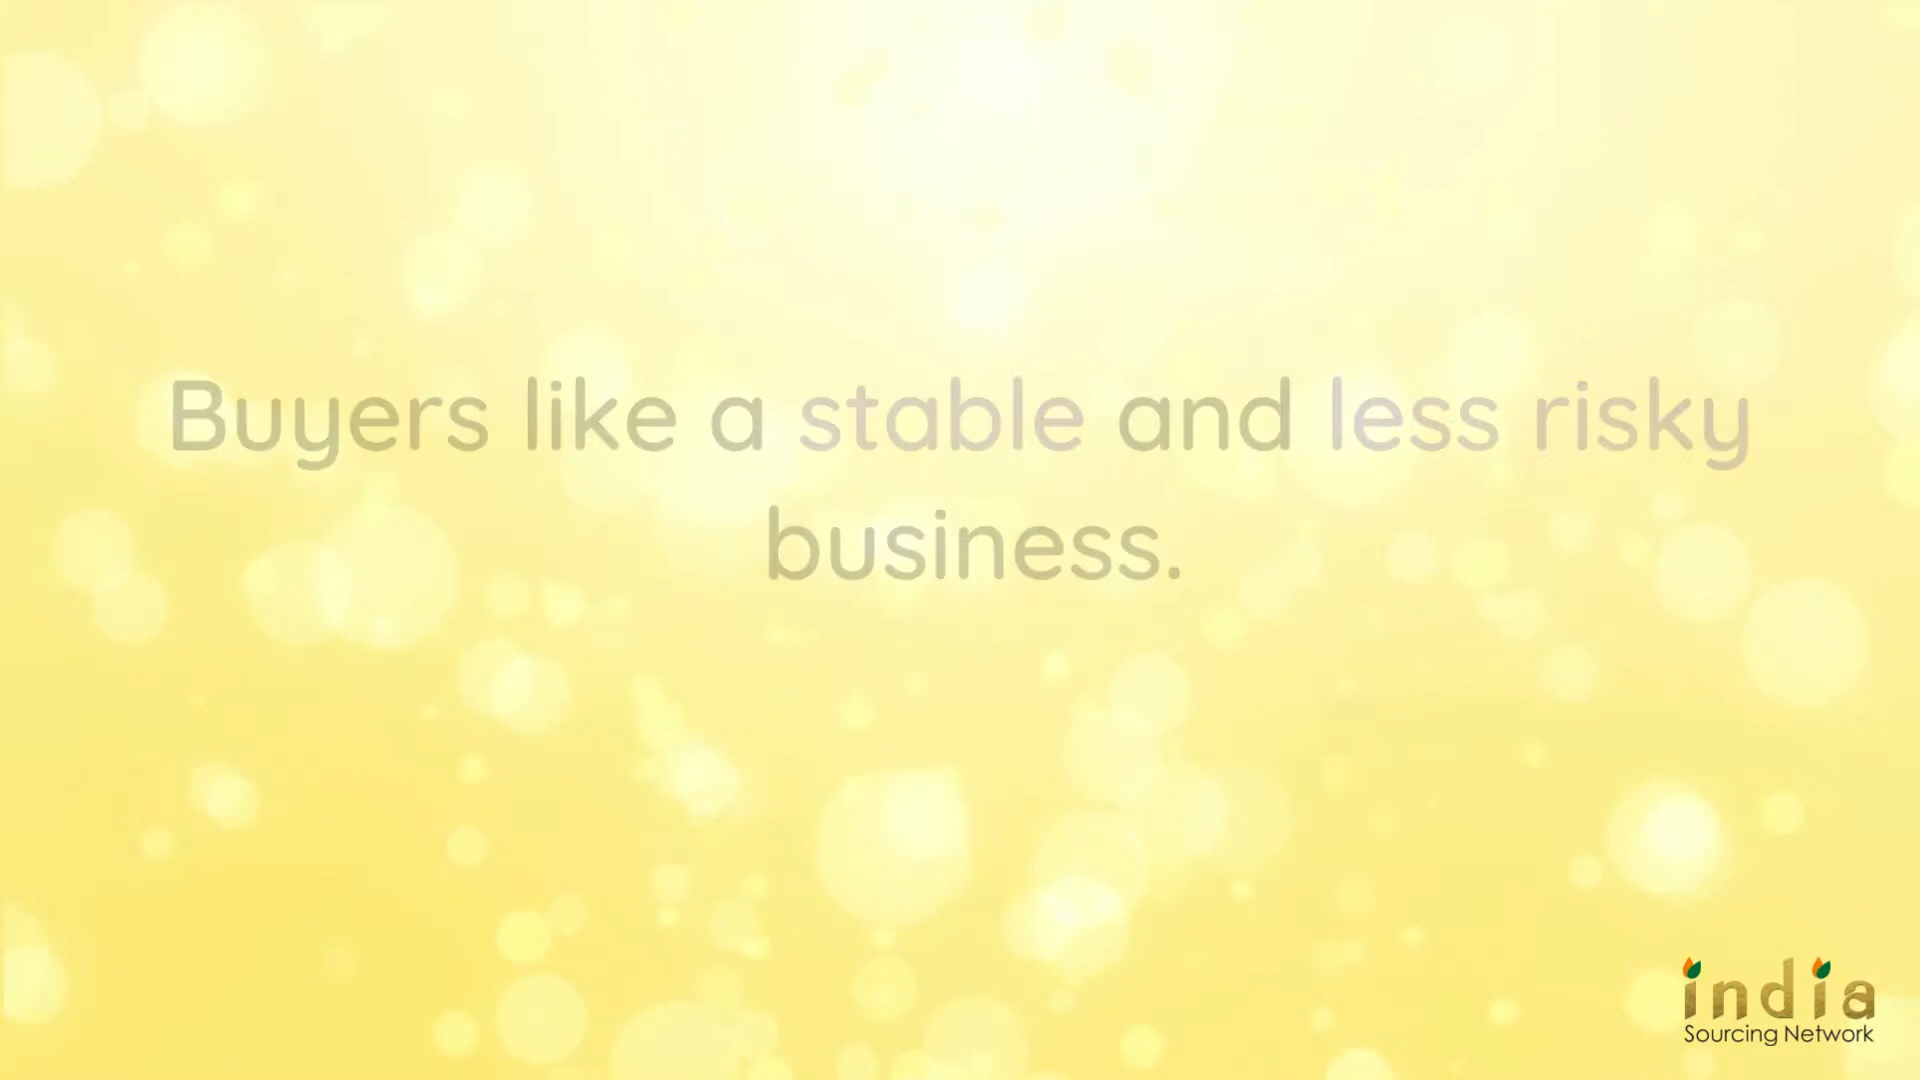 Buyers like a stable and less risky
business.
india
Sourcing Network